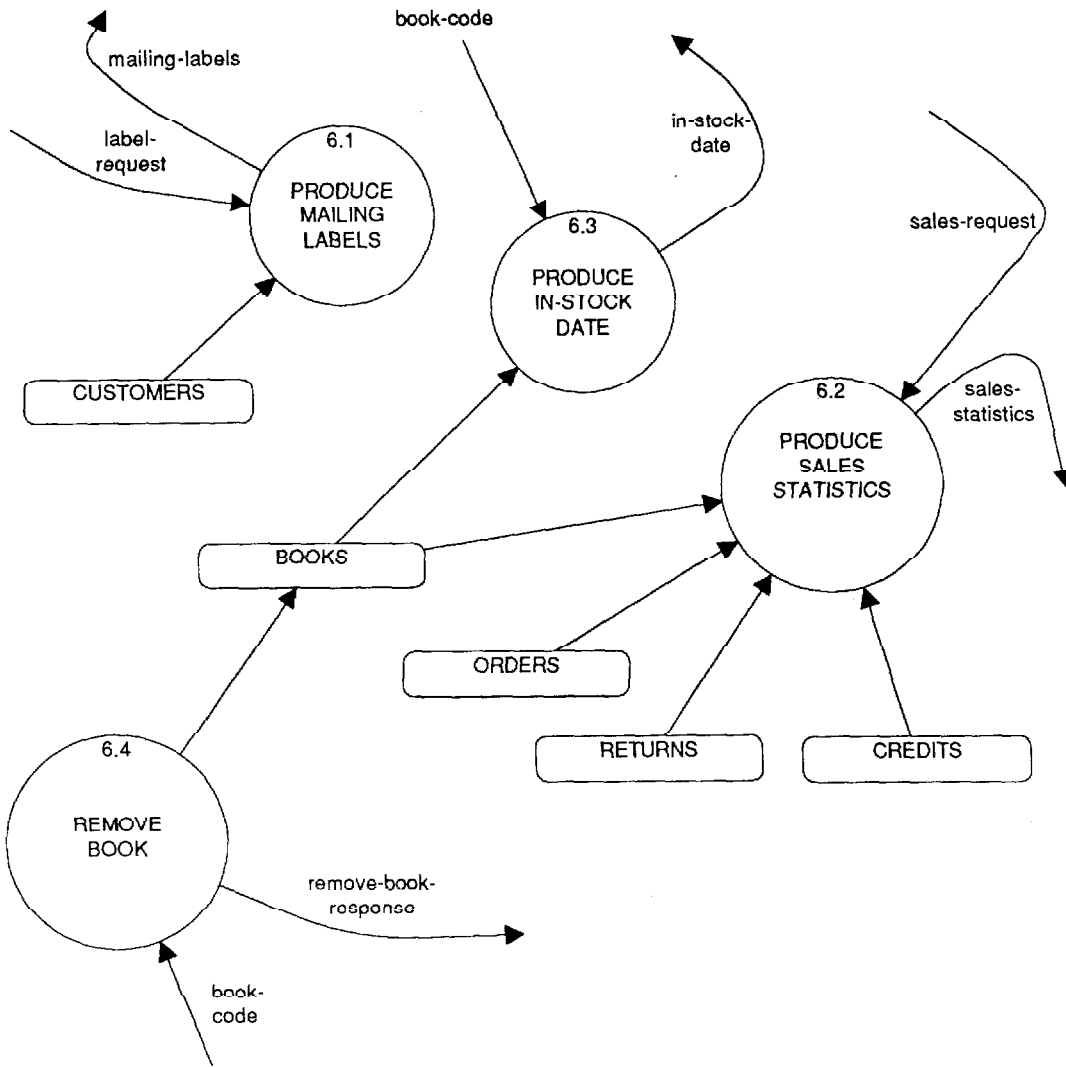 book-code
mailing-labels
label-
request
6.1
PRODUCE
MAILING
LABELS
in-stock-
date
6.3
PRODUCE
IN-STOCK
DATE
sales-request
CUSTOMERS
6.2
PRODUCE
SALES
STATISTICS
sales-
statistics
BOOKS
ORDERS
RETURNS
CREDITS
6.4
REMOVE
BOOK
remove-book-
response
book-
code